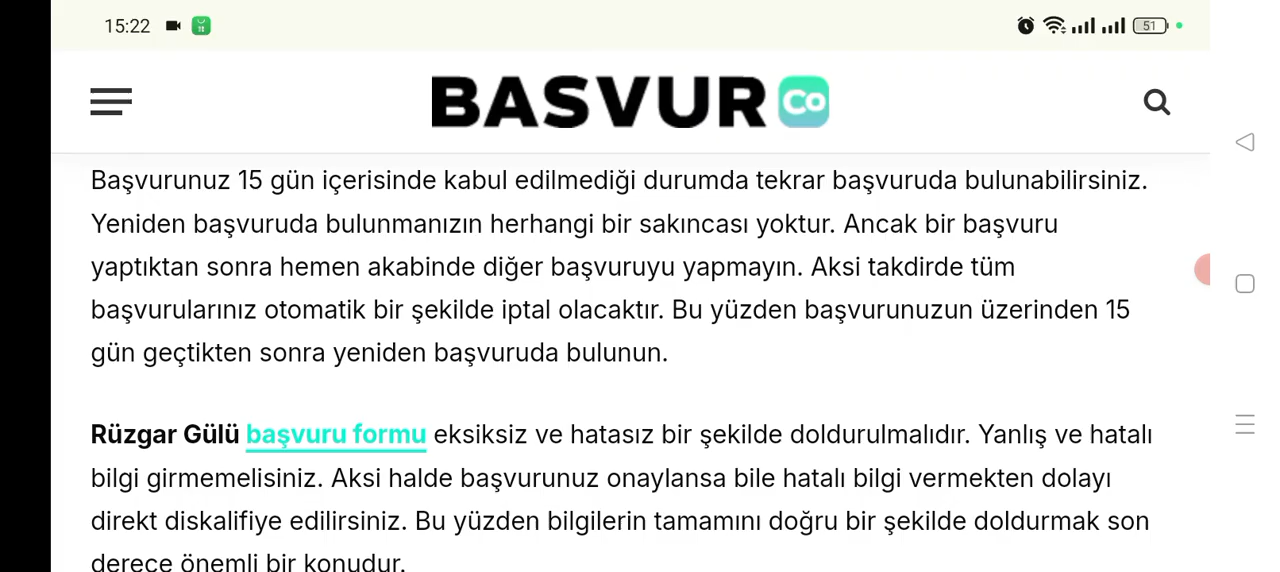 15:22
51
BASVUR Co
Başvurunuz 15 gün içerisinde kabul edilmediği durumda tekrar başvuruda bulunabilirsiniz.
Yeniden başvuruda bulunmanızın herhangi bir sakıncası yoktur. Ancak bir başvuru
yaptıktan sonra hemen akabinde diğer başvuruyu yapmayın. Aksi takdirde tüm
başvurularınız otomatik bir şekilde iptal olacaktır. Bu yüzden başvurunuzun üzerinden 15
gün geçtikten sonra yeniden başvuruda bulunun.
Rüzgar Gülü başvuru formu eksiksiz ve hatasız bir şekilde doldurulmalıdır. Yanlış ve hatalı
bilgi girmemelisiniz. Aksi halde başvurunuz onaylansa bile hatalı bilgi vermekten dolayı
direkt diskalifiye edilirsiniz. Bu yüzden bilgilerin tamamını doğru bir şekilde doldurmak son
derece önemli bir konudur.